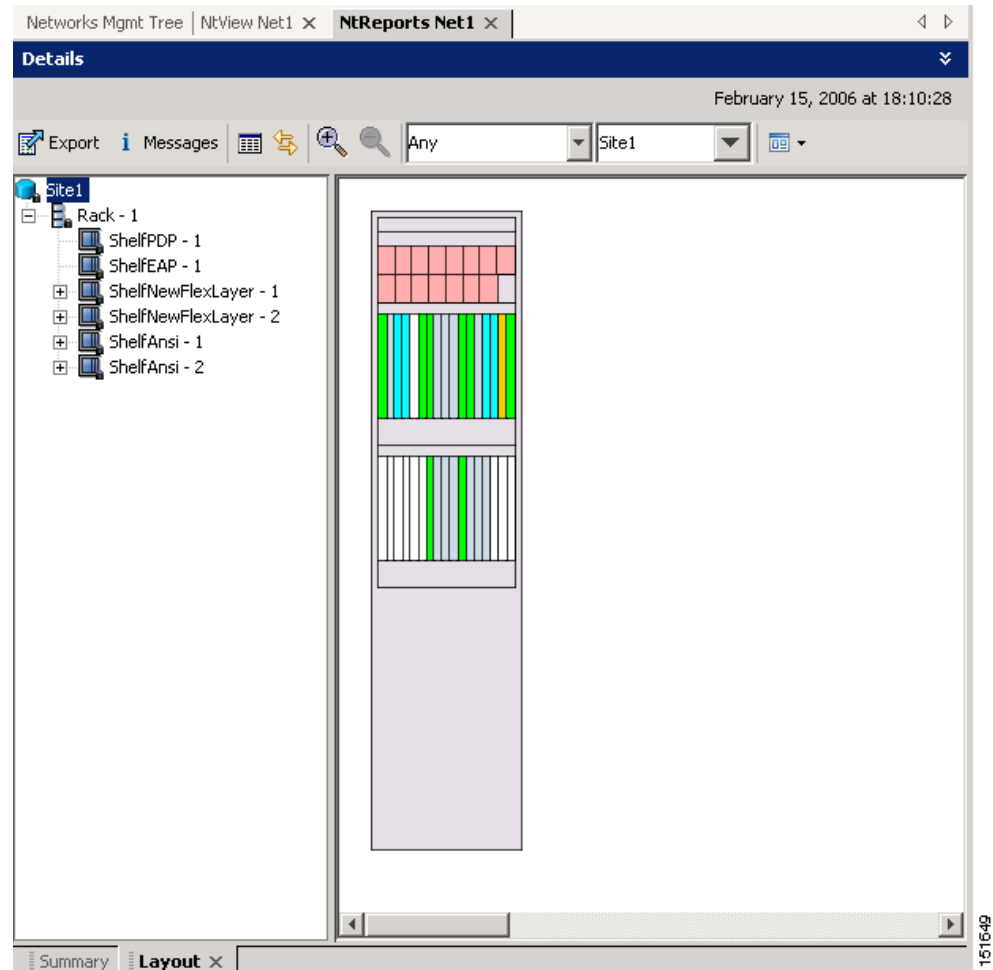 Networks Mgmt Tree NtView Net1 NtReports Net1
Details
February 15, 2006 at 18:10:28
Export Messages Any Site1
Site1
Rack - 1
ShelfPDP - 1
ShelfEAP - 1
ShelfNewFlexLayer - 1
ShelfNewFlexLayer - 2
ShelfAnsi - 1
ShelfAnsi - 2
Summary Layout
151649